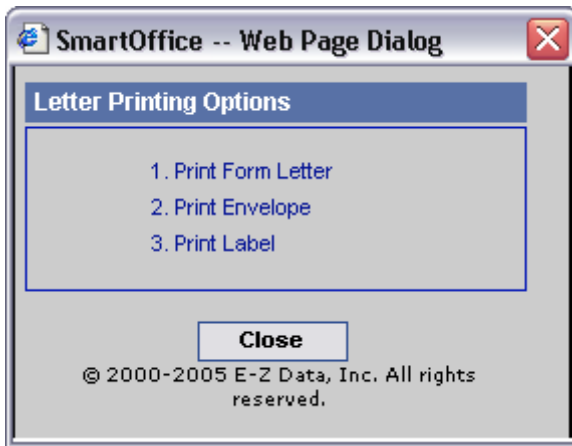 SmartOffice -- Web Page Dialog
Letter Printing Options
1. Print Form Letter
2. Print Envelope
3. Print Label
Close
© 2000-2005 E-Z Data, Inc. All rights
reserved.